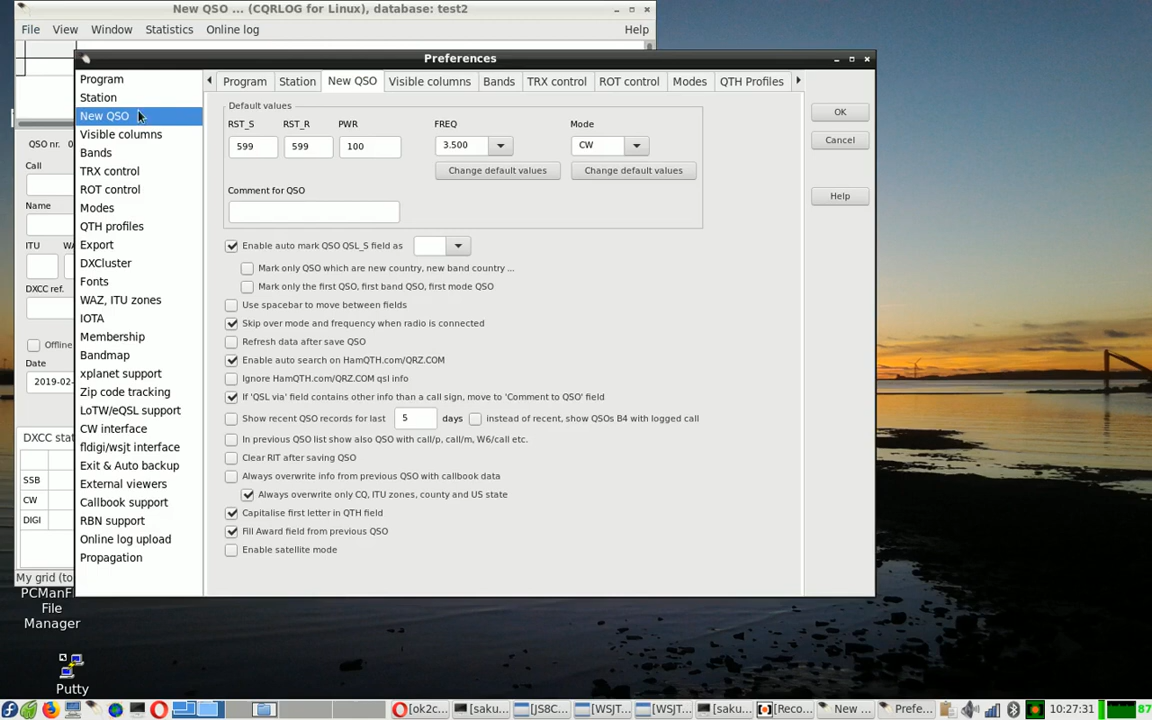 New QSO ... (CQRLOG for Linux), database: test2
File View Window Statistics Online log Help
Preferences
Program
Station
New QSO
Visible columns
Bands
TRX control
ROT control
Modes
QTH profiles
Export
DXCluster
Fonts
WAZ, ITU zones
IOTA
Membership
Bandmap
xplanet support
Zip code tracking
LoTW/eQSL support
CW interface
fldigi/wsjt interface
Exit & Auto backup
External viewers
Callbook support
RBN support
Online log upload
Propagation
Program Station New QSO Visible columns Bands TRX control ROT control Modes QTH Profiles
Default values
RST_S RST_R PWR FREQ Mode
599 599 100 3.500 CW
Change default values Change default values
Comment for QSO
Enable auto mark QSO QSL_S field as
Mark only QSO which are new country, new band country ...
Mark only the first QSO, first band QSO, first mode QSO
Use spacebar to move between fields
Skip over mode and frequency when radio is connected
Refresh data after save QSO
Enable auto search on HamQTH.com/QRZ.COM
Ignore HamQTH.com/QRZ.COM qsl info
If 'QSL via' field contains other info than a call sign, move to 'Comment to QSO' field
Show recent QSO records for last 5 days instead of recent, show QSOs B4 with logged call
In previous QSO list show also QSO with call/p, call/m, W6/call etc.
Clear RIT after saving QSO
Always overwrite info from previous QSO with callbook data
Always overwrite only CQ, ITU zones, county and US state
Capitalise first letter in QTH field
Fill Award field from previous QSO
Enable satellite mode
OK
Cancel
Help
QSO nr. 0
Call
Name
ITU WA
DXCC ref.
Offline
Date
2019-02-
DXCC stat
SSB
CW
DIGI
My grid (to
PCManF
File
Manager
Putty
[ok2c... [saku... [JS8C... [WSJT... [WSJT... [saku... [Reco... New ... Prefe... 10:27:31 87